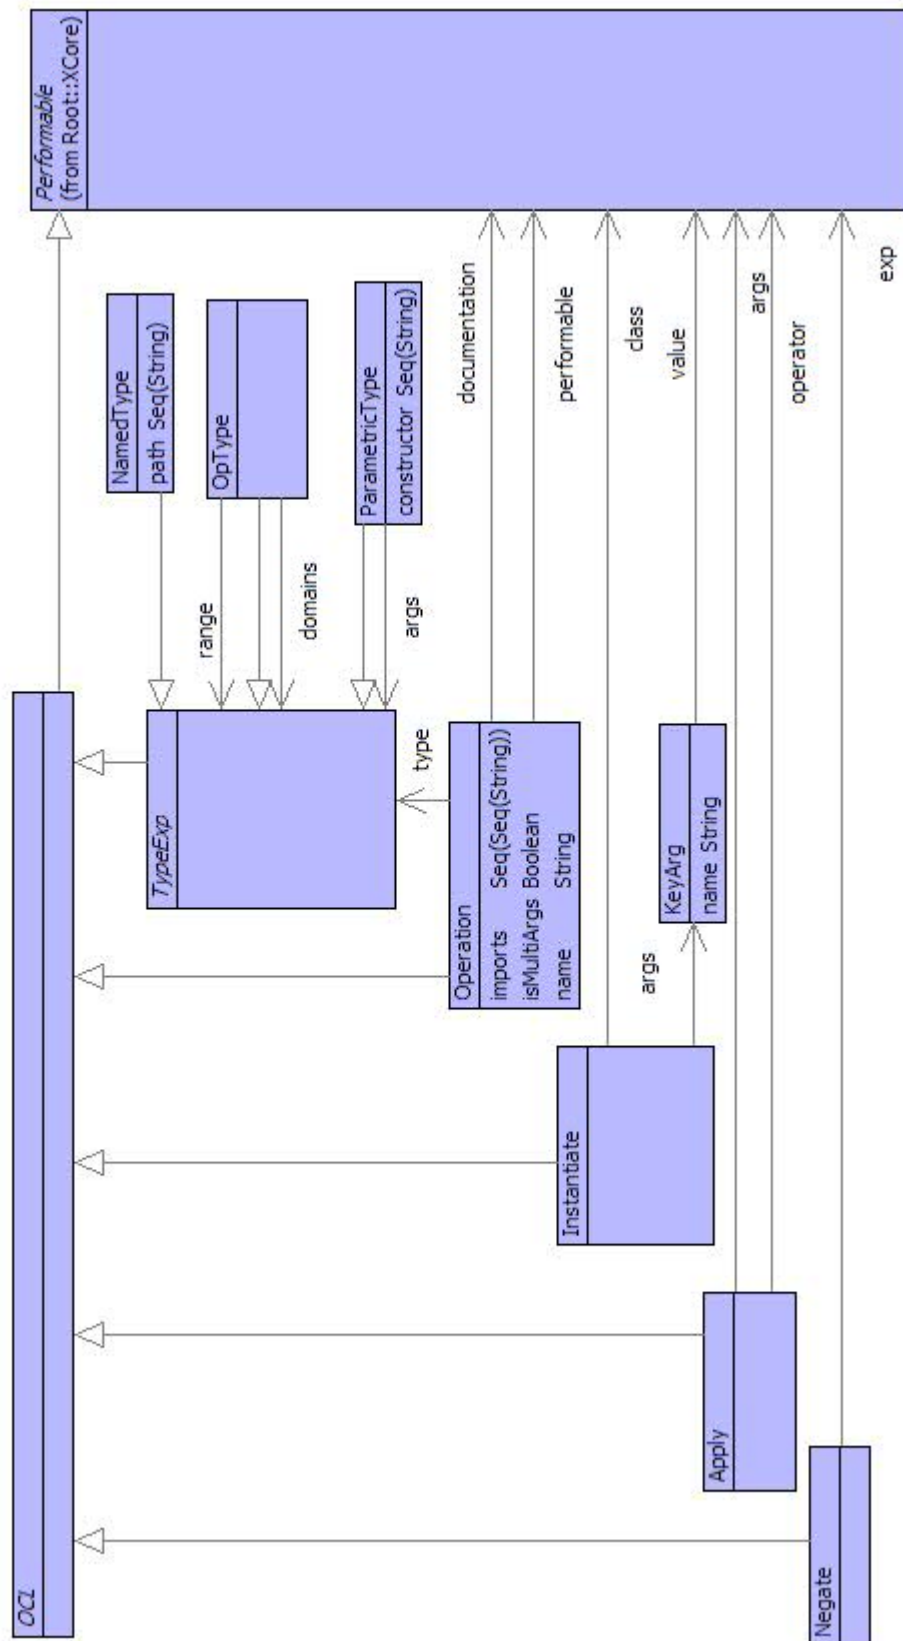 OCL
Performable
(from Root::XCore)
TypeExp
NamedType
path Seq(String)
range
OpType
domains
ParametricType
constructor Seq(String)
args
type
Operation
imports Seq(Seq(String))
isMultiArgs Boolean
name String
documentation
performable
Instantiate
class
args
KeyArg
name String
value
Apply
args
operator
Negate
exp